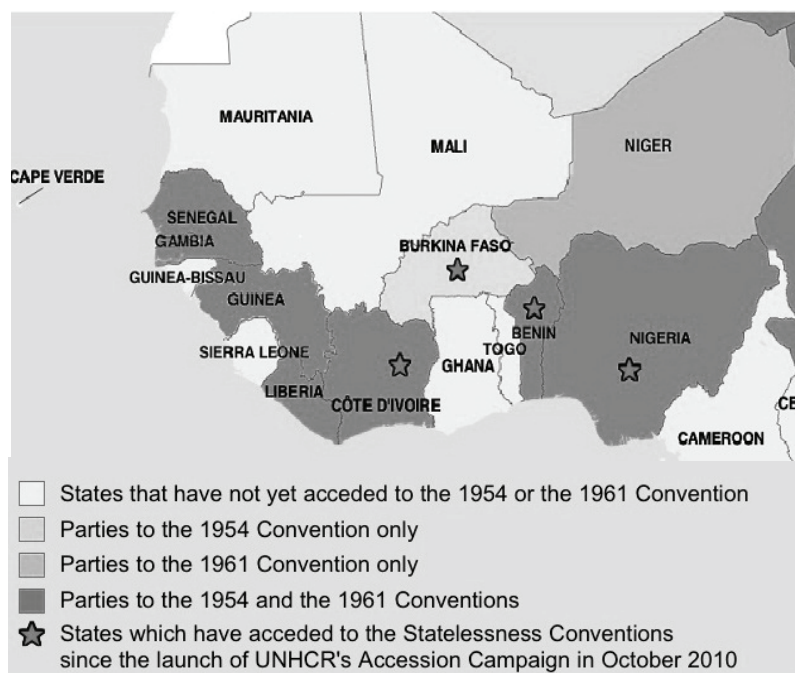 MAURITANIA
MALI
NIGER
CAPE VERDE
SENEGAL
GAMBIA
BURKINA FASO
GUINEA-BISSAU
GUINEA
BENIN
NIGERIA
SIERRA LEONE
TOGO
GHANA
LIBERIA
CÔTE D'IVOIRE
CAMEROON
CE
States that have not yet acceded to the 1954 or the 1961 Convention
Parties to the 1954 Convention only
Parties to the 1961 Convention only
Parties to the 1954 and the 1961 Conventions
States which have acceded to the Statelessness Conventions
since the launch of UNHCR's Accession Campaign in October 2010